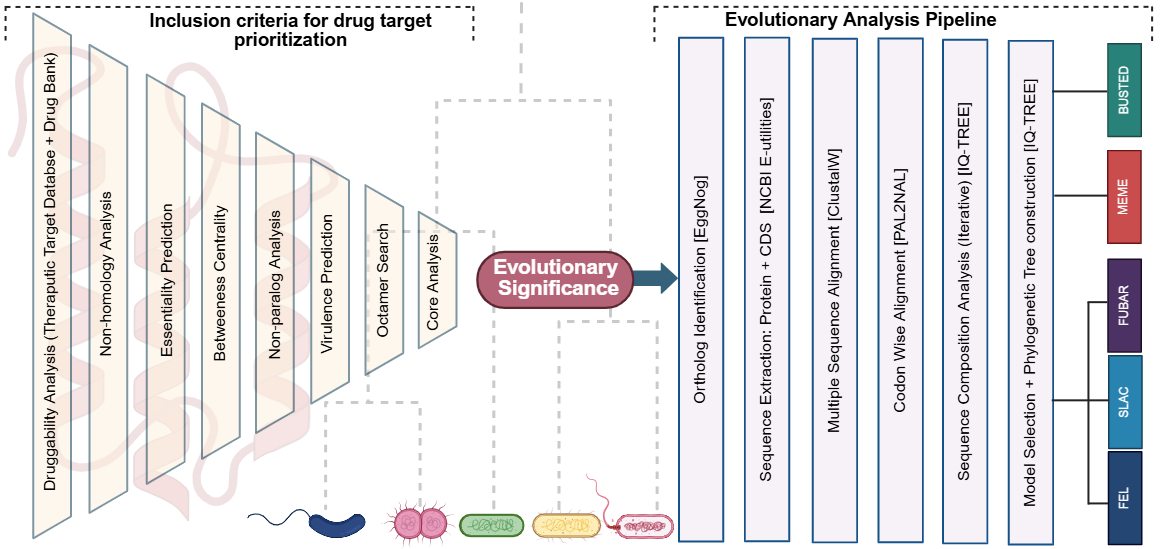 Inclusion criteria for drug target
prioritization
Druggability Analysis (Theraputic Target Databse + Drug Bank)
Non-homology Analysis
Essentiality Prediction
Betweeness Centrality
Non-paralog Analysis
Virulence Prediction
Octamer Search
Core Analysis
Evolutionary
Significance
Evolutionary Analysis Pipeline
Ortholog Identification [EggNog]
Sequence Extraction: Protein + CDS [NCBI E-utilities]
Multiple Sequence Alignment [ClustalW]
Codon Wise Alignment [PAL2NAL]
Sequence Composition Analysis (Iterative) [IQ-TREE]
Model Selection + Phylogenetic Tree construction [IQ-TREE]
BUSTED
MEME
FUBAR
SLAC
FEL